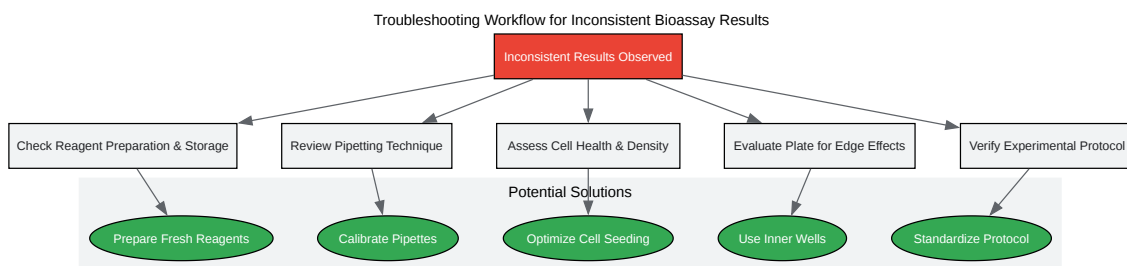 Troubleshooting Workflow for Inconsistent Bioassay Results
Inconsistent Results Observed
Check Reagent Preparation & Storage
Review Pipetting Technique
Assess Cell Health & Density
Evaluate Plate for Edge Effects
Verify Experimental Protocol
Potential Solutions
Prepare Fresh Reagents
Calibrate Pipettes
Optimize Cell Seeding
Use Inner Wells
Standardize Protocol